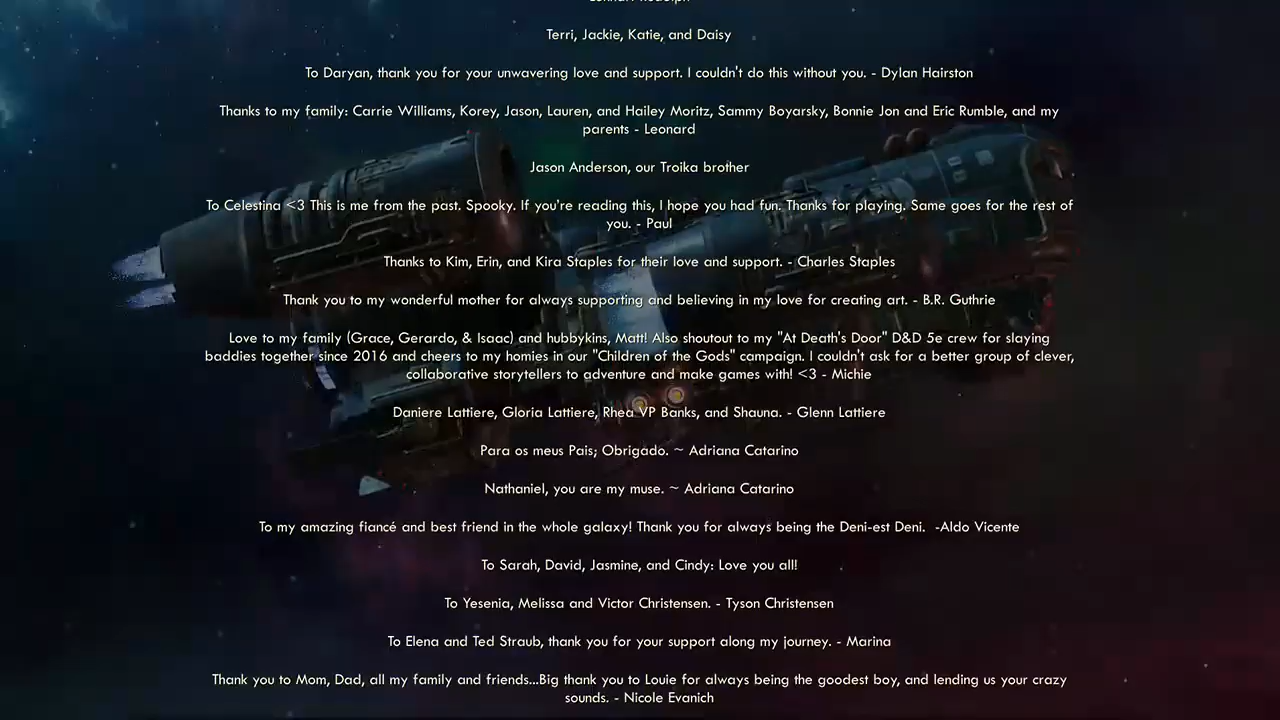 Terri, Jackie, Katie, and Daisy
To Daryan, thank you for your unwavering love and support. I couldn't do this without you. - Dylan Hairston
Thanks to my family: Carrie Williams, Korey, Jason, Lauren, and Hailey Moritz, Sammy Boyarsky, Bonnie Jon and Eric Rumble, and my
parents - Leonard
Jason Anderson, our Troika brother
To Celestina <3 This is me from the past. Spooky. If you're reading this, I hope you had fun. Thanks for playing. Same goes for the rest of
you. - Paul
Thanks to Kim, Erin, and Kira Staples for their love and support. - Charles Staples
Thank you to my wonderful mother for always supporting and believing in my love for creating art. - B.R. Guthrie
Love to my family (Grace, Gerardo, & Isaac) and hubbykins, Matt! Also shoutout to my "At Death's Door" D&D 5e crew for slaying
baddies together since 2016 and cheers to my homies in our "Children of the Gods" campaign. I couldn't ask for a better group of clever,
collaborative storytellers to adventure and make games with! <3 - Michie
Daniere Lattiere, Gloria Lattiere, Rhea VP Banks, and Shauna. - Glenn Lattiere
Para os meus Pais; Obrigado. ~ Adriana Catarino
Nathaniel, you are my muse. ~ Adriana Catarino
To my amazing fiancé and best friend in the whole galaxy! Thank you for always being the Deni-est Deni.  -Aldo Vicente
To Sarah, David, Jasmine, and Cindy: Love you all!
To Yesenia, Melissa and Victor Christensen. - Tyson Christensen
To Elena and Ted Straub, thank you for your support along my journey. - Marina
Thank you to Mom, Dad, all my family and friends...Big thank you to Louie for always being the goodest boy, and lending us your crazy
sounds. - Nicole Evanich